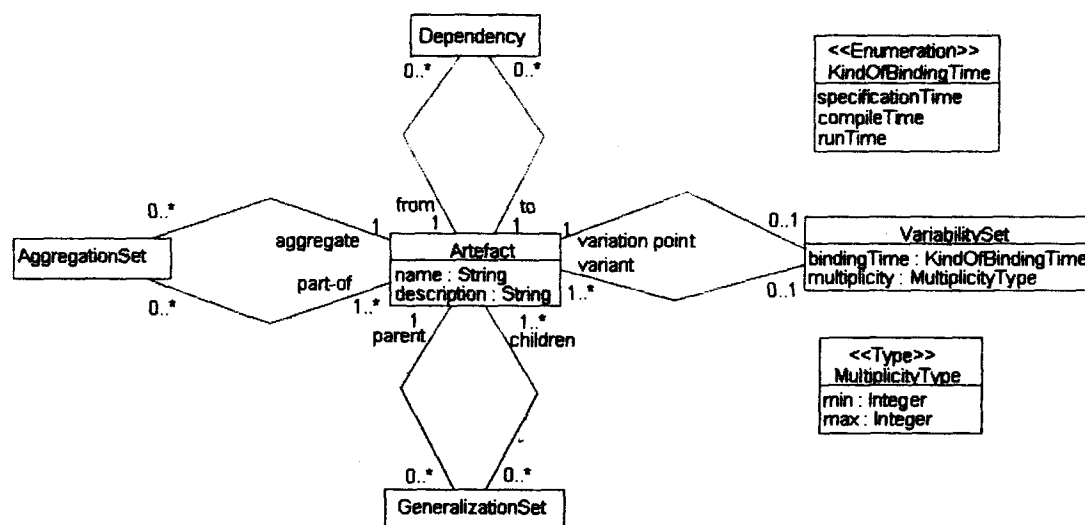 Dependency
0..*
0..*
<<Enumeration>>
KindOfBindingTime
specificationTime
compileTime
runTime
0..*
from
to
1
1
1
1
variation point
0..1
AggregationSet
aggregate
Artefact
VariabilitySet
name : String
description : String
variant
bindingTime : KindOfBindingTime
multiplicity : MultiplicityType
part-of
0..*
1..*
1..*
0..1
parent
1
1..*
children
<<Type>>
MultiplicityType
min : Integer
max : Integer
0..*
0..*
GeneralizationSet